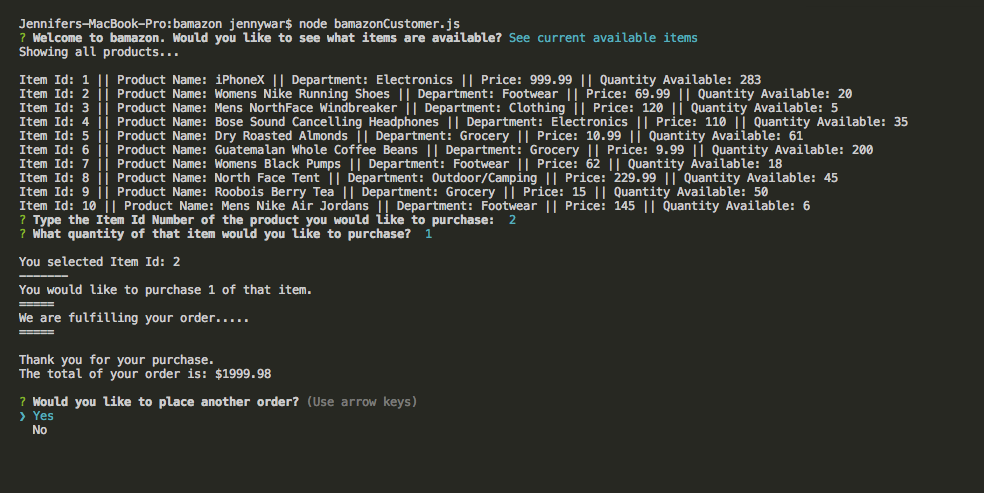 Jennifers-MacBook-Pro:bamazon jennywar$ node bamazonCustomer.js
? Welcome to bamazon. Would you like to see what items are available? See current available items
Showing all products...
Item Id: 1 || Product Name: iPhoneX || Department: Electronics || Price: 999.99 || Quantity Available: 283
Item Id: 2 || Product Name: Womens Nike Running Shoes || Department: Footwear || Price: 69.99 || Quantity Available: 20
Item Id: 3 || Product Name: Mens NorthFace Windbreaker || Department: Clothing || Price: 120 || Quantity Available: 5
Item Id: 4 || Product Name: Bose Sound Cancelling Headphones || Department: Electronics || Price: 110 || Quantity Available: 35
Item Id: 5 || Product Name: Dry Roasted Almonds || Department: Grocery || Price: 10.99 || Quantity Available: 61
Item Id: 6 || Product Name: Guatemalan Whole Coffee Beans || Department: Grocery || Price: 9.99 || Quantity Available: 200
Item Id: 7 || Product Name: Womens Black Pumps || Department: Footwear || Price: 62 || Quantity Available: 18
Item Id: 8 || Product Name: North Face Tent || Department: Outdoor/Camping || Price: 229.99 || Quantity Available: 45
Item Id: 9 || Product Name: Roobois Berry Tea || Department: Grocery || Price: 15 || Quantity Available: 50
Item Id: 10 || Product Name: Mens Nike Air Jordans || Department: Footwear || Price: 145 || Quantity Available: 6
? Type the Item Id Number of the product you would like to purchase: 2
? What quantity of that item would you like to purchase? 1
You selected Item Id: 2
-------
You would like to purchase 1 of that item.
=====
We are fulfilling your order.....
=====
Thank you for your purchase.
The total of your order is: $1999.98
? Would you like to place another order? (Use arrow keys)
❯ Yes
No